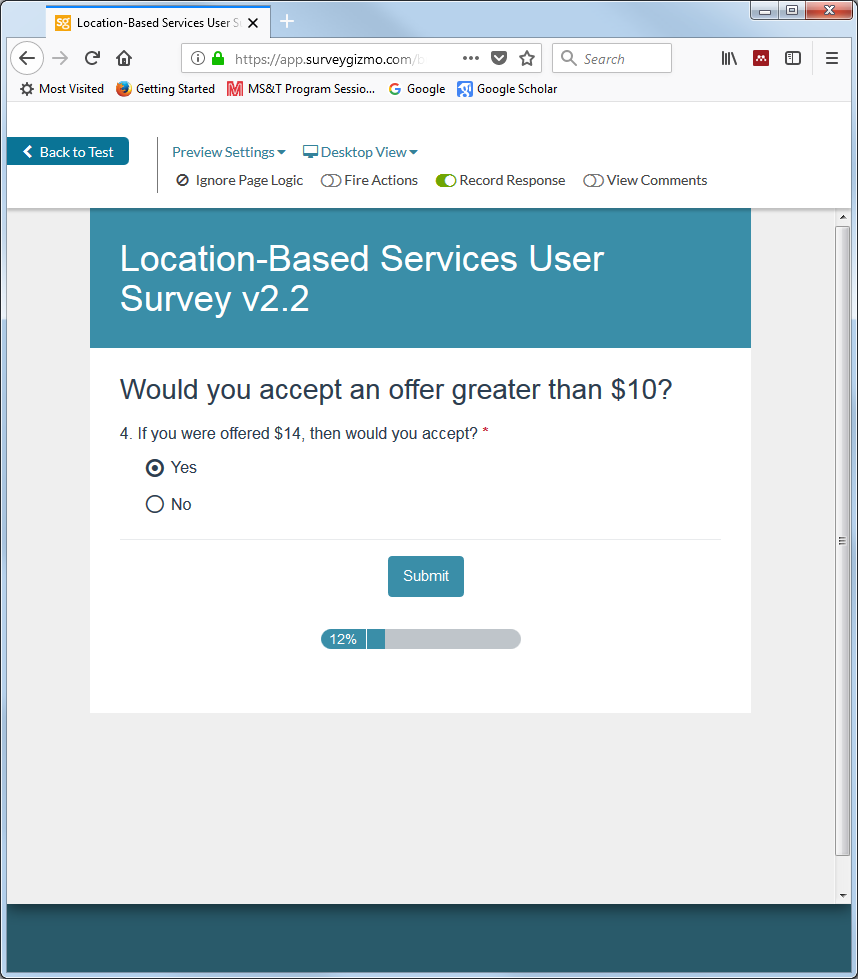 Location-Based Services User S
https://app.surveygizmo.com/b
Search
Most Visited Getting Started MS&T Program Sessio... Google Google Scholar
Back to Test Preview Settings Desktop View
Ignore Page Logic Fire Actions Record Response View Comments
Location-Based Services User
Survey v2.2
Would you accept an offer greater than $10?
4. If you were offered $14, then would you accept? *
Yes
No
Submit
12%